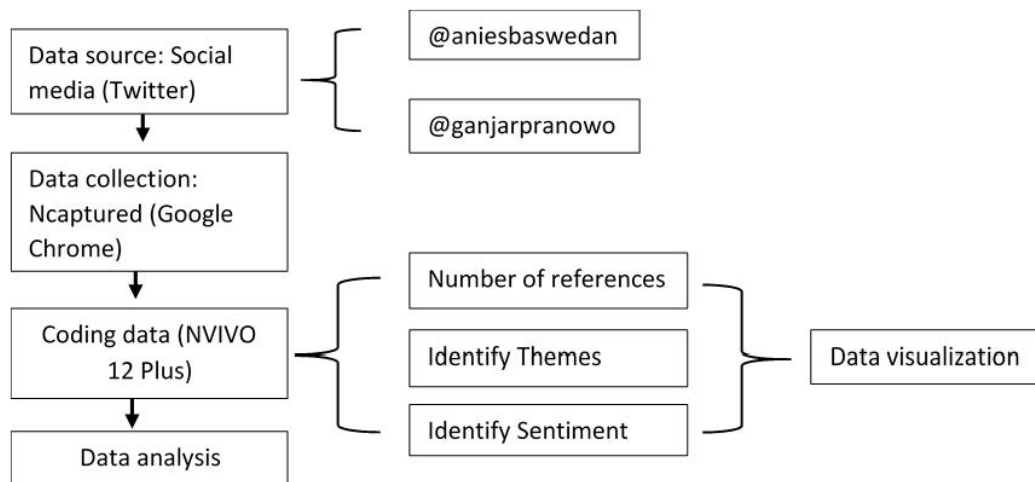 Data source: Social
media (Twitter)
@aniesbaswedan
@ganjarpranowo
Data collection:
Ncaptured (Google
Chrome)
Coding data (NVIVO
12 Plus)
Number of references
Identify Themes
Identify Sentiment
Data visualization
Data analysis